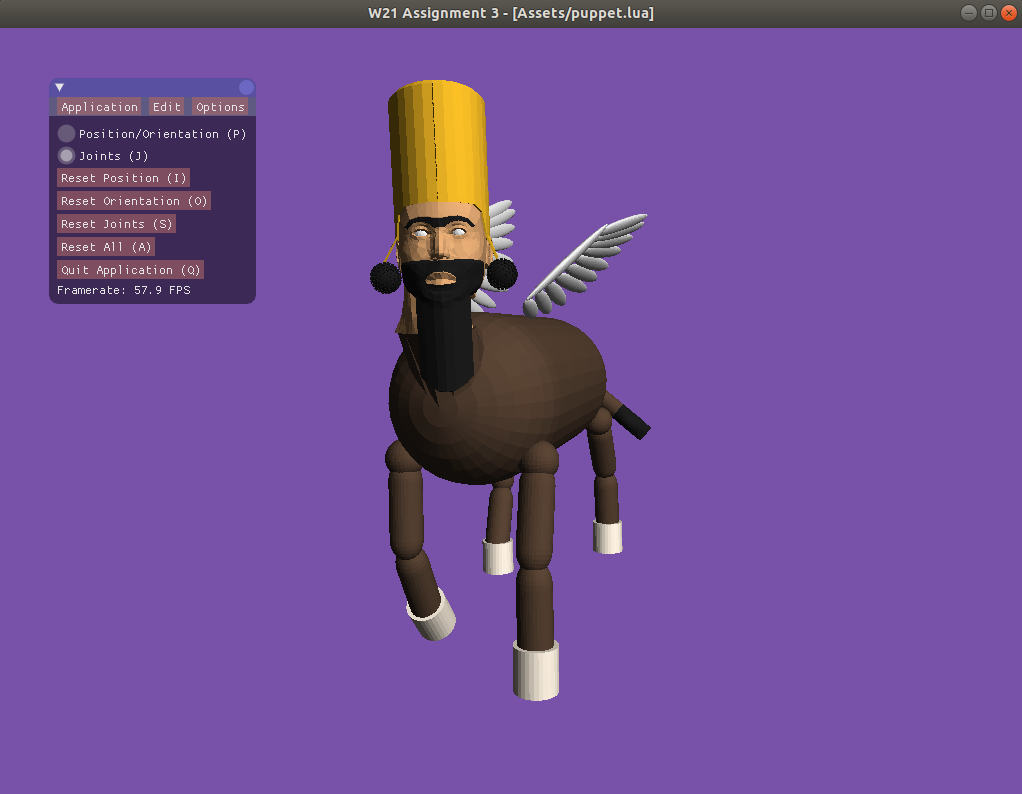 W21 Assignment 3 - [Assets/puppet.lua]
Application Edit Options
Position/Orientation (P)
Joints (J)
Reset Position (I)
Reset Orientation (O)
Reset Joints (S)
Reset All (A)
Quit Application (Q)
Framerate: 57.9 FPS